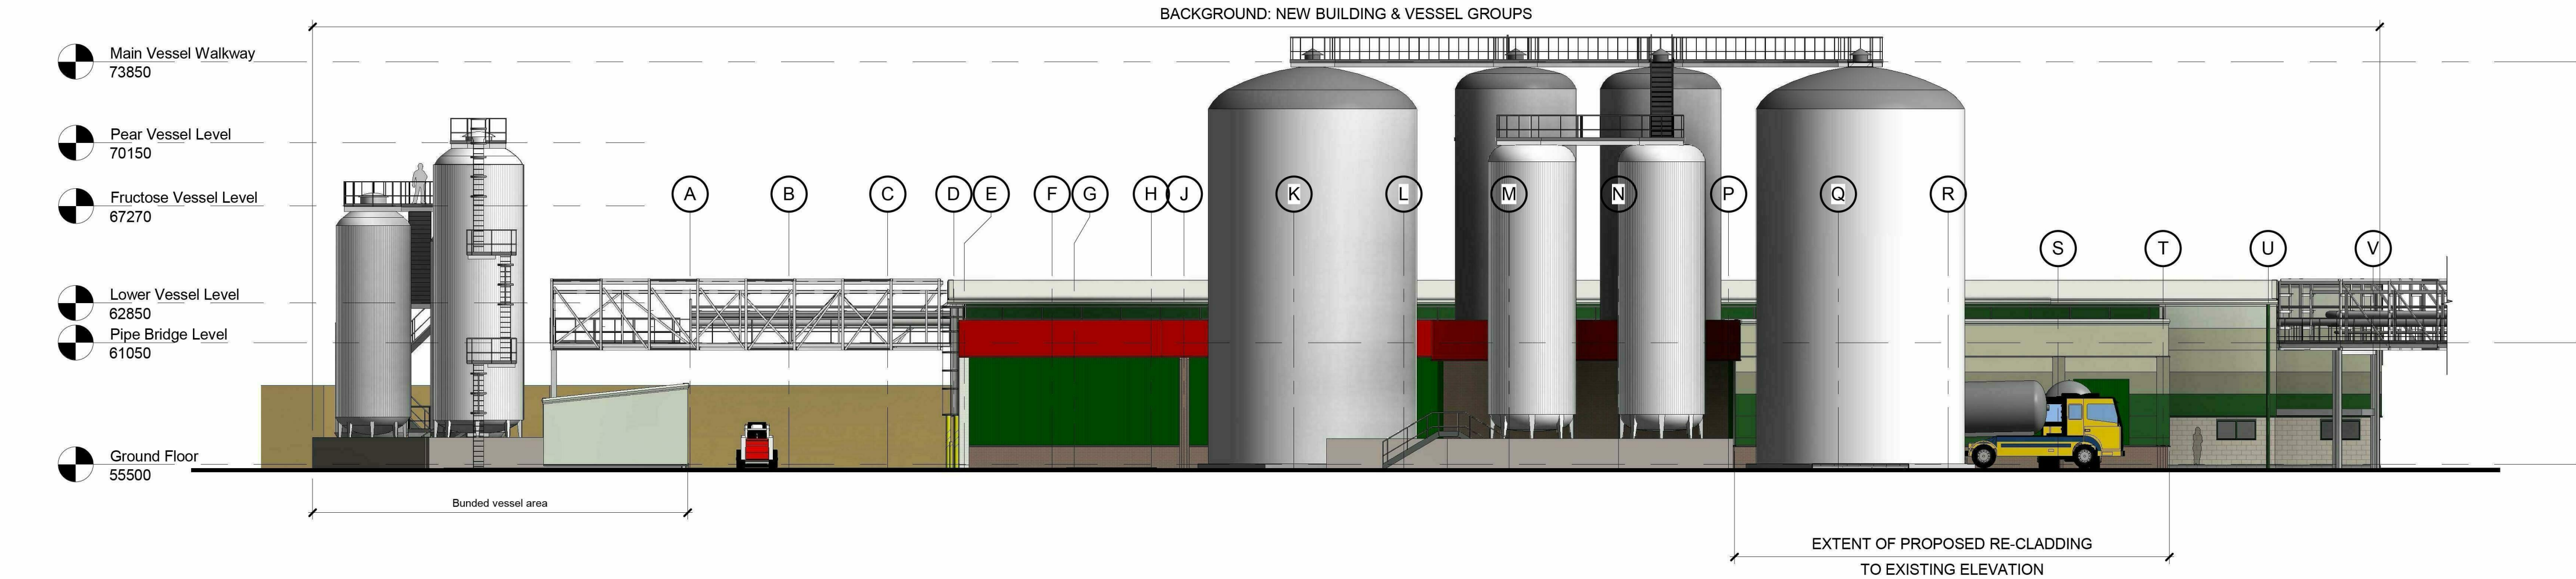 BACKGROUND: NEW BUILDING & VESSEL GROUPS
Main Vessel Walkway
73850
Pear Vessel Level
70150
Fructose Vessel Level
67270
A B C D E F G H J K L M N P Q R
S T U V
Lower Vessel Level
62850
Pipe Bridge Level
61050
Ground Floor
55500
Bunded vessel area
EXTENT OF PROPOSED RE-CLADDING
TO EXISTING ELEVATION